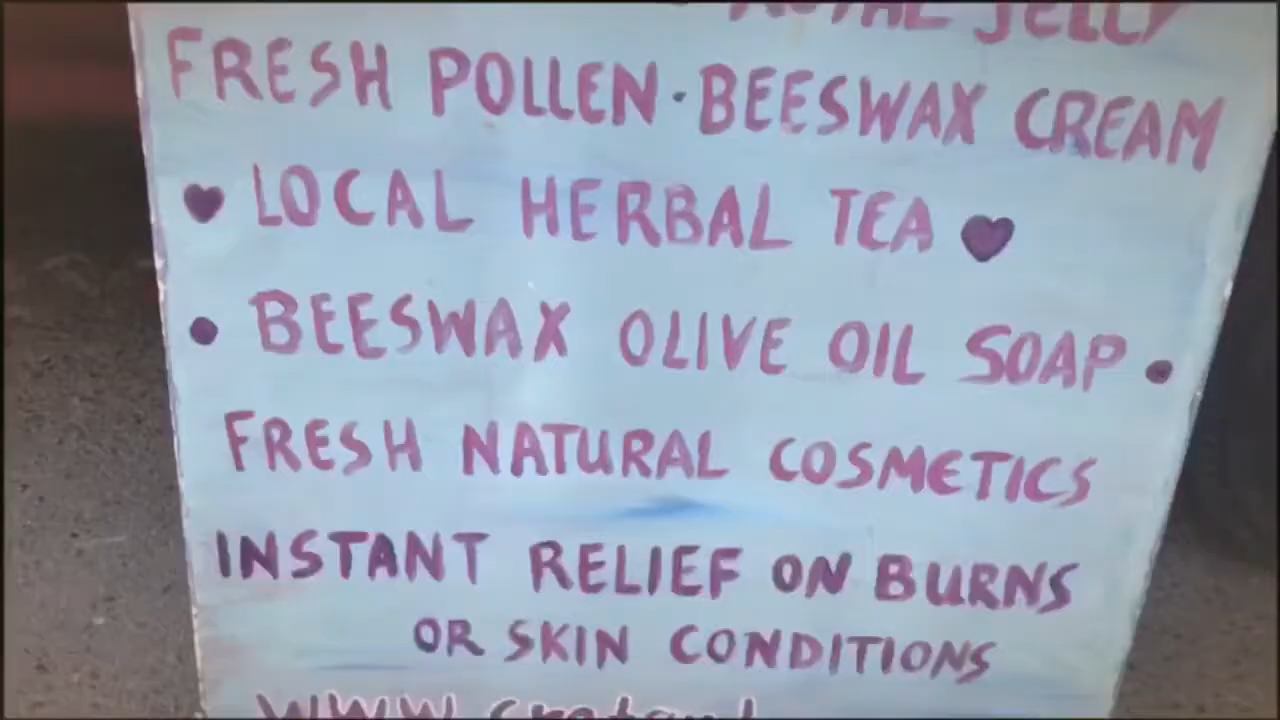 ROYAL JELLY
FRESH POLLEN · BEESWAX CREAM
♥ LOCAL HERBAL TEA ♥
• BEESWAX OLIVE OIL SOAP •
FRESH NATURAL COSMETICS
INSTANT RELIEF ON BURNS
OR SKIN CONDITIONS